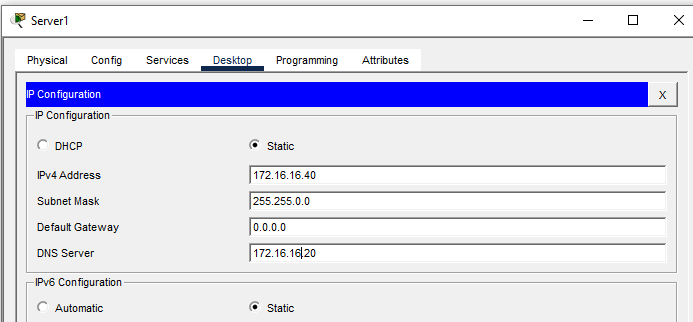 Server1
Physical Config Services Desktop Programming Attributes
IP Configuration X
IP Configuration
DHCP Static
IPv4 Address 172.16.16.40
Subnet Mask 255.255.0.0
Default Gateway 0.0.0.0
DNS Server 172.16.16.20
IPv6 Configuration
Automatic Static